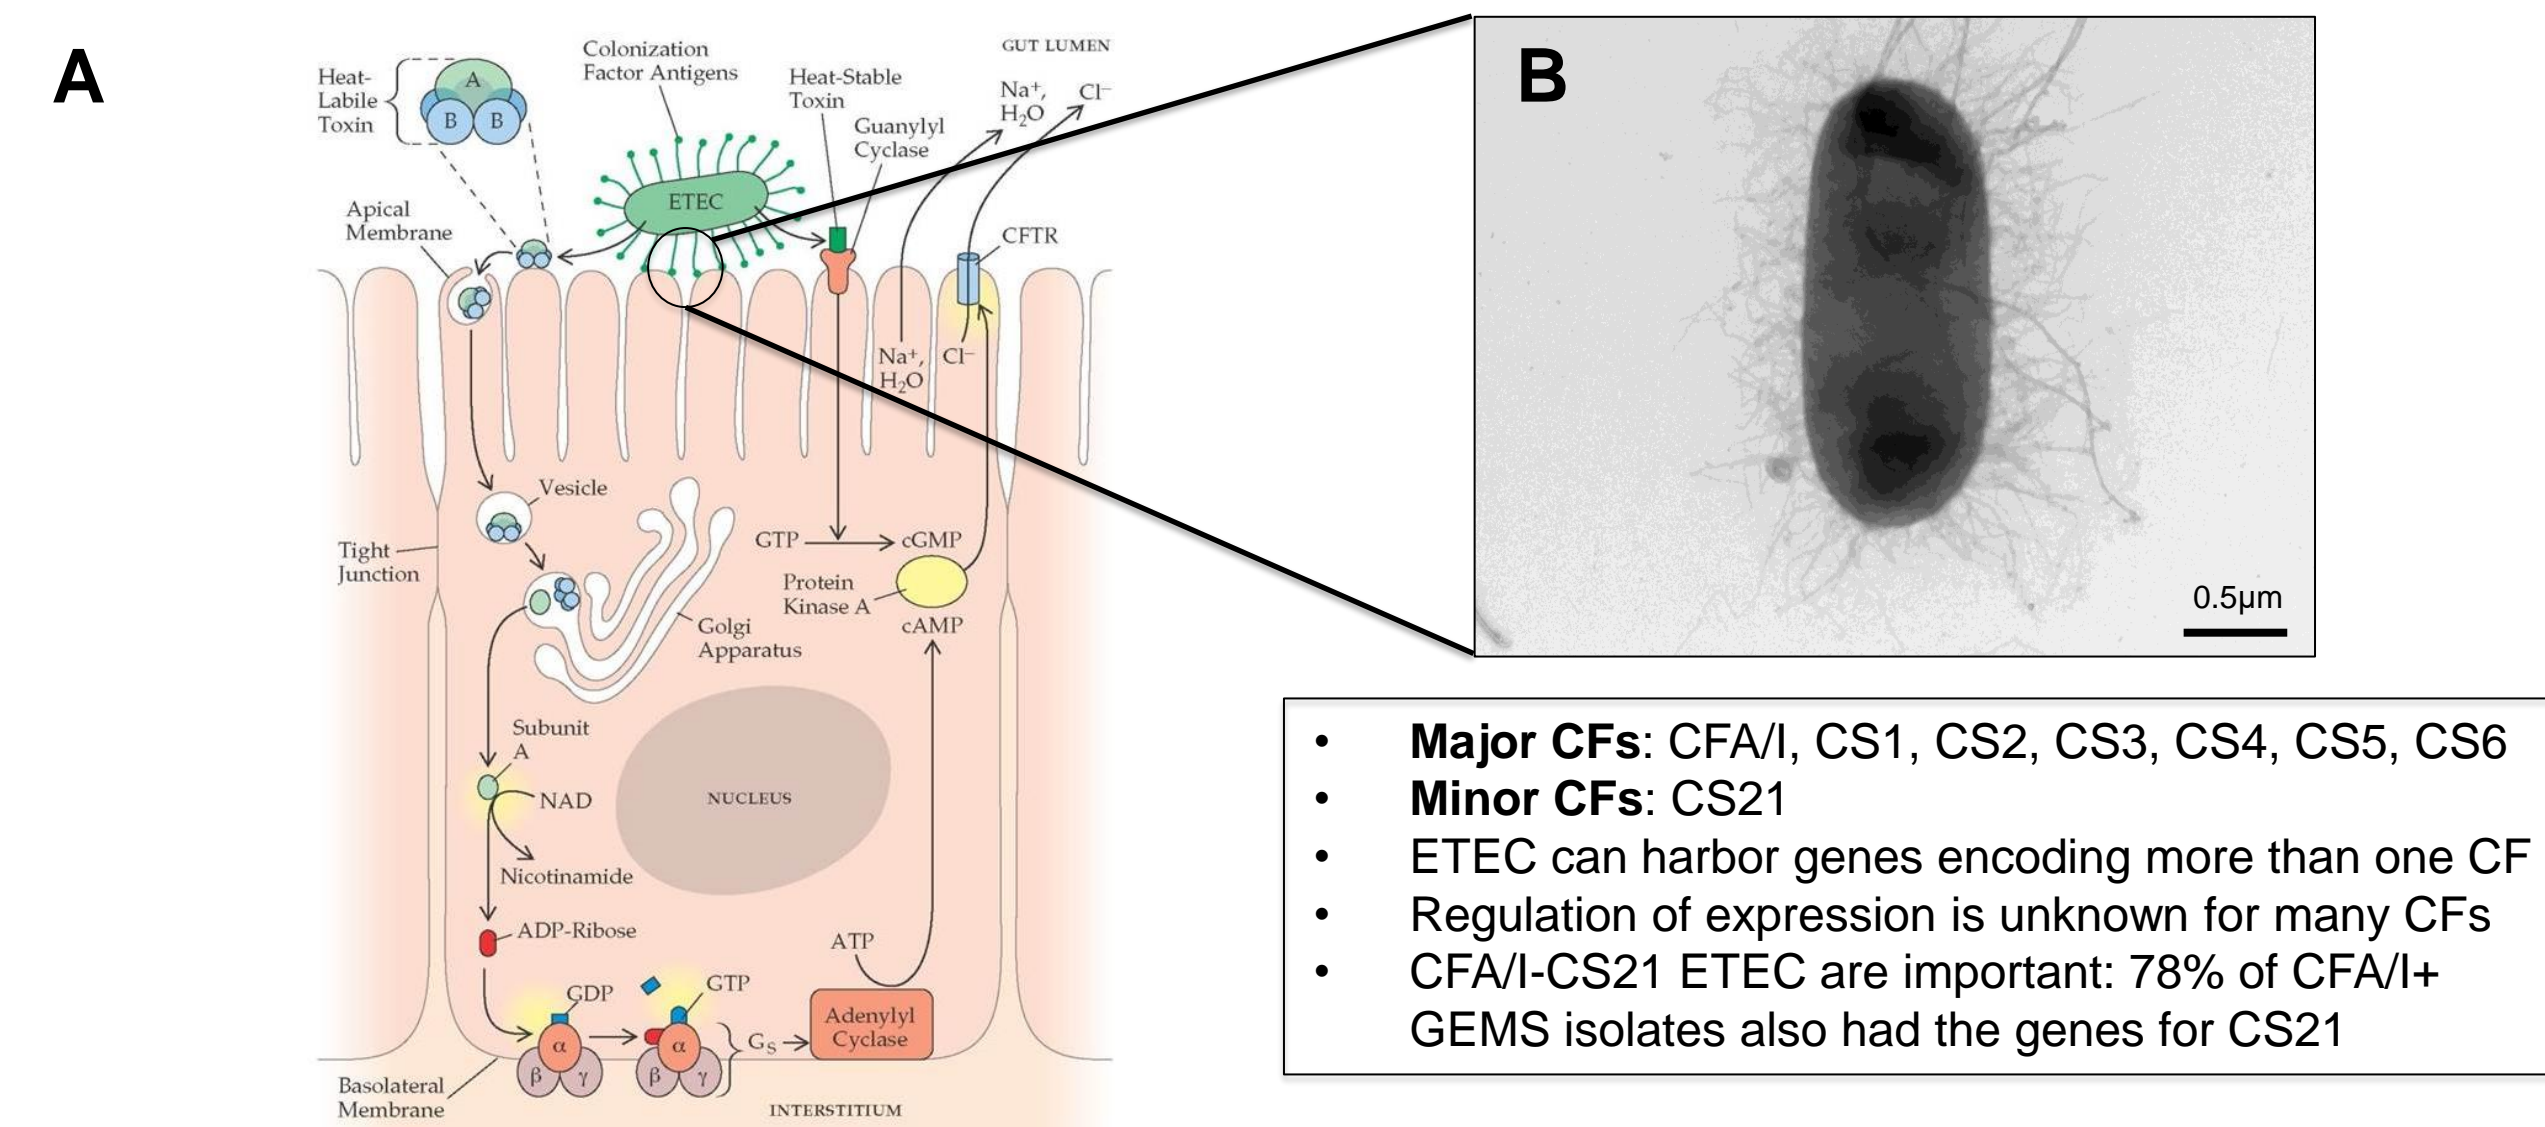 A
Heat-
Labile
Toxin
A
B
B
Colonization
Factor Antigens
Heat-Stable
Toxin
Guanylyl
Cyclase
GUT LUMEN
Na⁺,
H₂O
Cl⁻
ETEC
Apical
Membrane
CFTR
Na⁺,
H₂O
Cl⁻
Vesicle
Tight
Junction
GTP
cGMP
Protein
Kinase A
cAMP
Golgi
Apparatus
Subunit
A
NAD
NUCLEUS
Nicotinamide
ADP-Ribose
ATP
GDP
GTP
α
β
γ
α
β
γ
Gs
Adenylyl
Cyclase
Basolateral
Membrane
INTERSTITIUM
B
0.5µm
• Major CFs: CFA/I, CS1, CS2, CS3, CS4, CS5, CS6
• Minor CFs: CS21
• ETEC can harbor genes encoding more than one CF
• Regulation of expression is unknown for many CFs
• CFA/I-CS21 ETEC are important: 78% of CFA/I+
GEMS isolates also had the genes for CS21